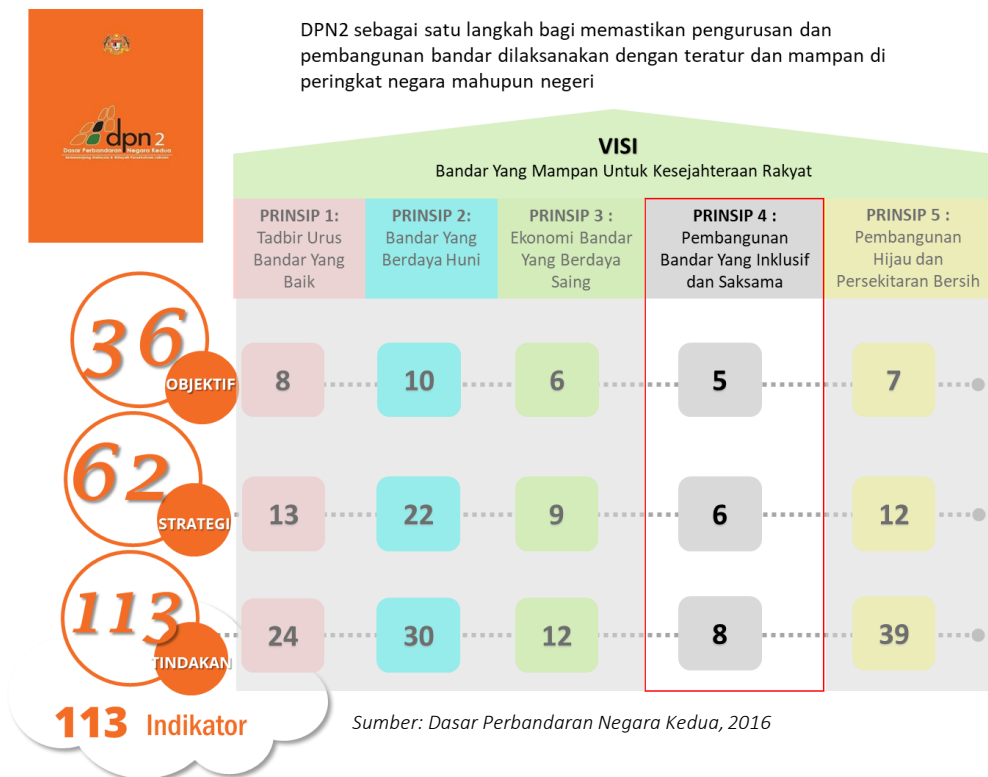 DPN2 sebagai satu langkah bagi memastikan pengurusan dan
pembangunan bandar dilaksanakan dengan teratur dan mampan di
peringkat negara mahupun negeri
dpn2
Dasar Perbandaran Negara Kedua
VISI
Bandar Yang Mampan Untuk Kesejahteraan Rakyat
PRINSIP 1:
Tadbir Urus
Bandar Yang
Baik
PRINSIP 2:
Bandar Yang
Berdaya Huni
PRINSIP 3 :
Ekonomi Bandar
Yang Berdaya
Saing
PRINSIP 4 :
Pembangunan
Bandar Yang Inklusif
dan Saksama
PRINSIP 5 :
Pembangunan
Hijau dan
Persekitaran Bersih
36
OBJEKTIF
8
10
6
5
7
62
STRATEGI
13
22
9
6
12
113
TINDAKAN
24
30
12
8
39
113 Indikator
Sumber: Dasar Perbandaran Negara Kedua, 2016